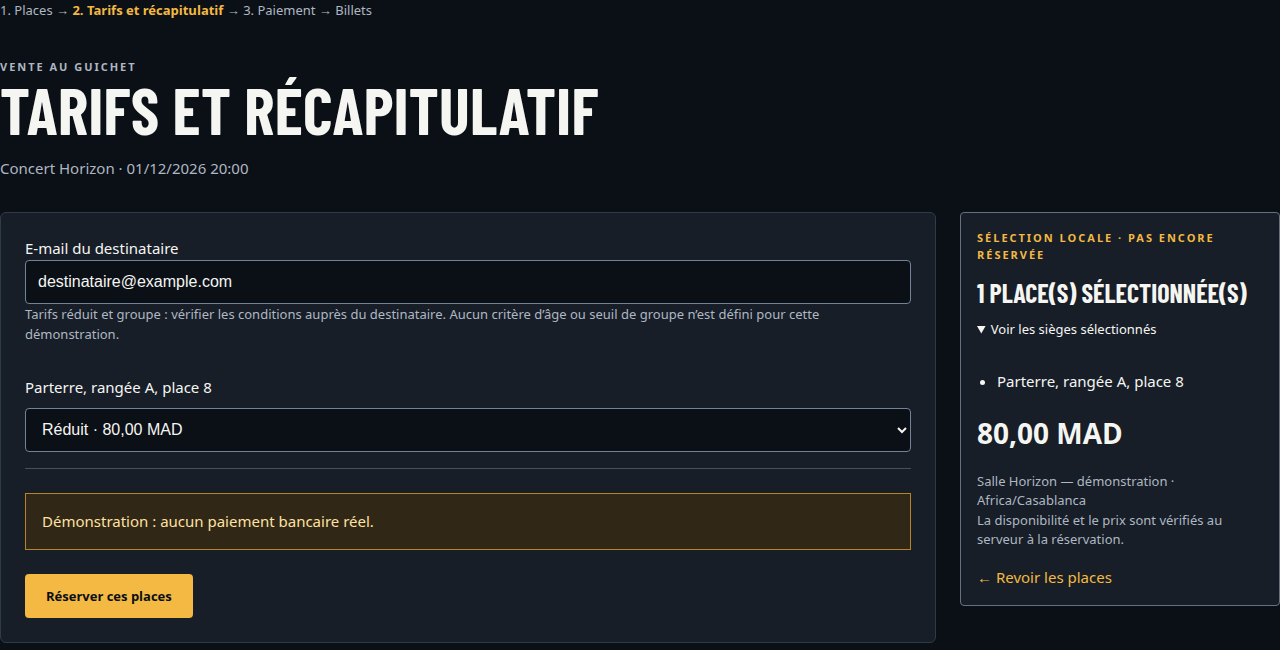 1. Places → 2. Tarifs et récapitulatif → 3. Paiement → Billets
VENTE AU GUICHET
TARIFS ET RÉCAPITULATIF
Concert Horizon · 01/12/2026 20:00
E-mail du destinataire
destinataire@example.com
Tarifs réduit et groupe : vérifier les conditions auprès du destinataire. Aucun critère d’âge ou seuil de groupe n’est défini pour cette
démonstration.
Parterre, rangée A, place 8
Réduit · 80,00 MAD
Démonstration : aucun paiement bancaire réel.
Réserver ces places
SÉLECTION LOCALE · PAS ENCORE
RÉSERVÉE
1 PLACE(S) SÉLECTIONNÉE(S)
▼ Voir les sièges sélectionnés
• Parterre, rangée A, place 8
80,00 MAD
Salle Horizon — démonstration ·
Africa/Casablanca
La disponibilité et le prix sont vérifiés au
serveur à la réservation.
← Revoir les places